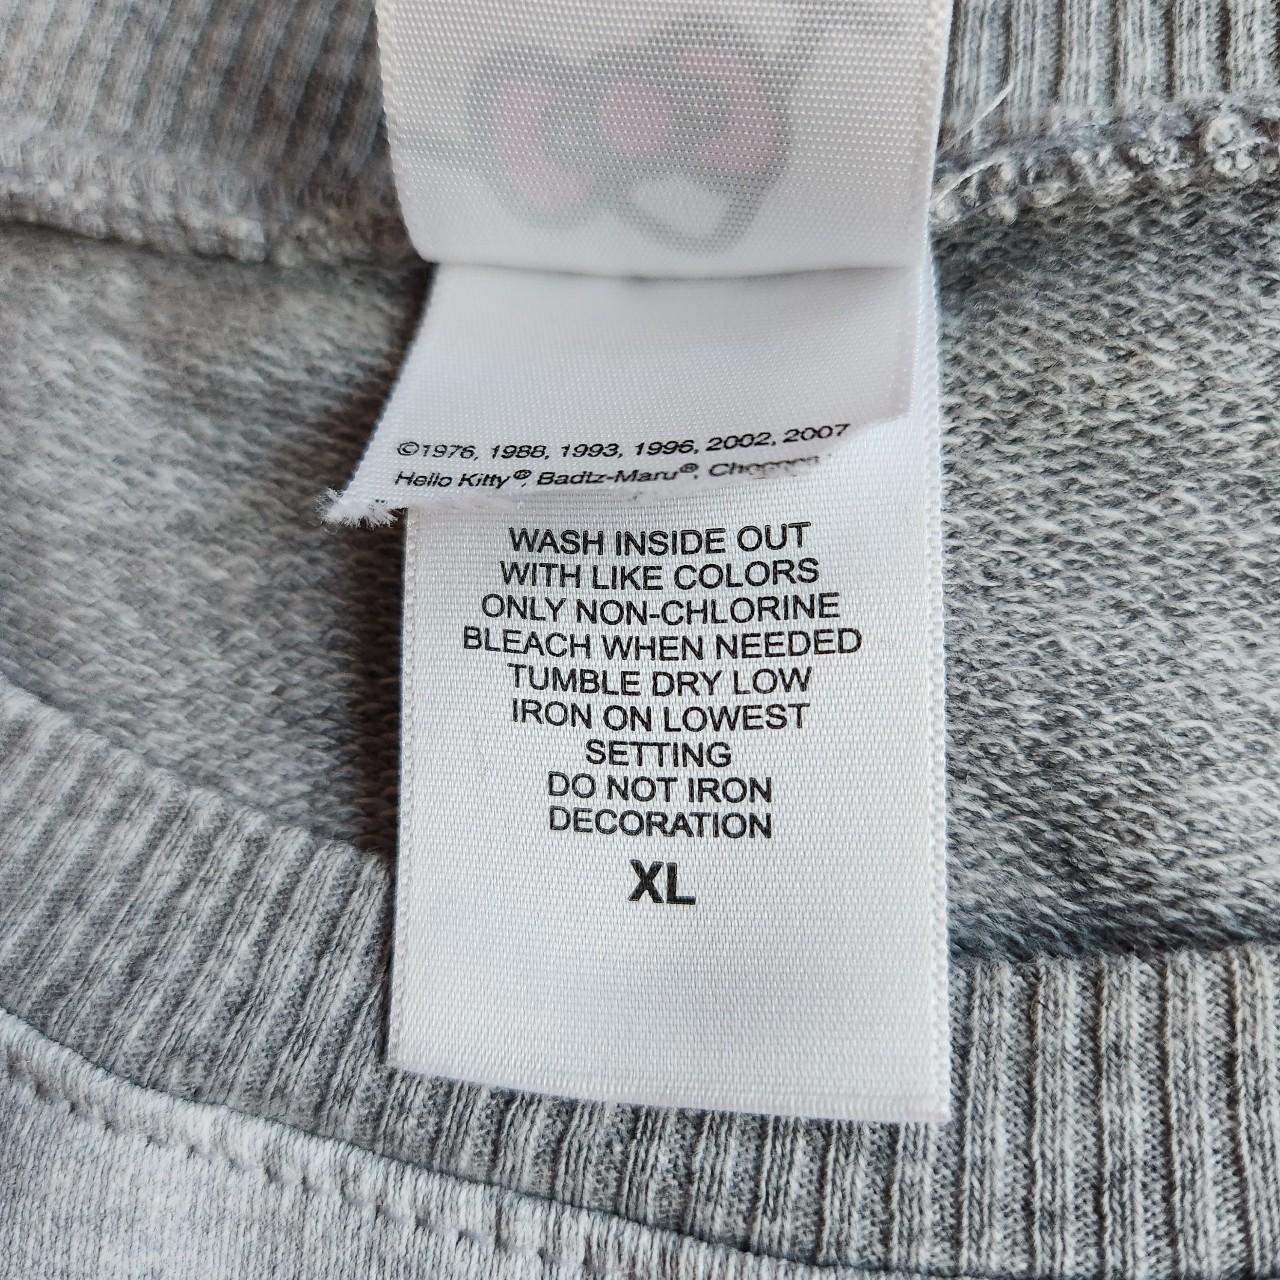 ©1976, 1988, 1993, 1996, 2002, 2007
Hello Kitty®, Badtz-Maru®,
WASH INSIDE OUT
WITH LIKE COLORS
ONLY NON-CHLORINE
BLEACH WHEN NEEDED
TUMBLE DRY LOW
IRON ON LOWEST
SETTING
DO NOT IRON
DECORATION
XL